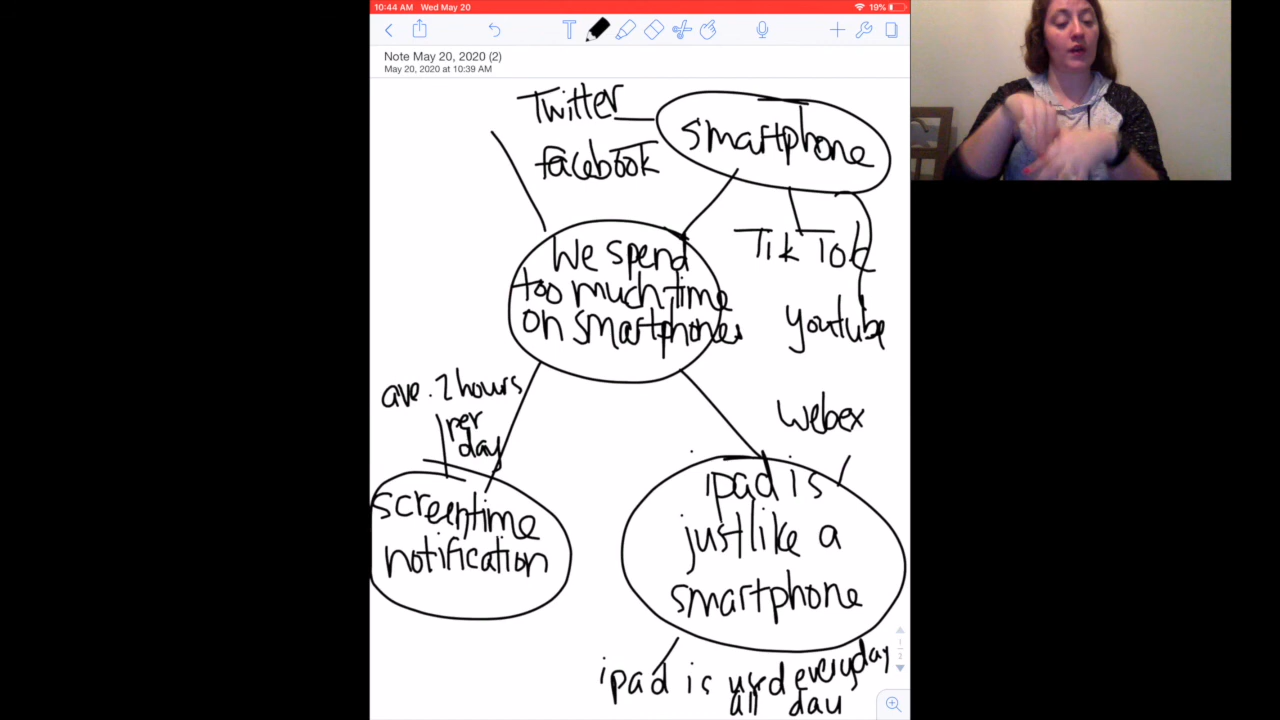 10:44 AM Wed May 20
19%
Note May 20, 2020 (2)
May 20, 2020 at 10:39 AM
Twitter
facebook
smartphone
Tik Tok
youtube
We spend
too much time
on smartphones
ave. 2 hours
per
day
screentime
notification
webex
ipad is
just like a
smartphone
ipad is used everyday
all day
1
2